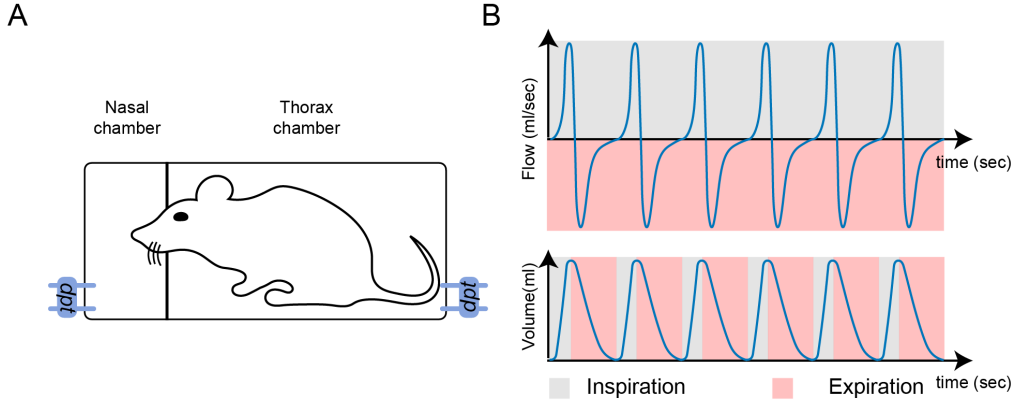 A
Nasal
chamber
Thorax
chamber
dpt
dpt
B
Flow (ml/sec)
time (sec)
Volume(ml)
time (sec)
Inspiration
Expiration